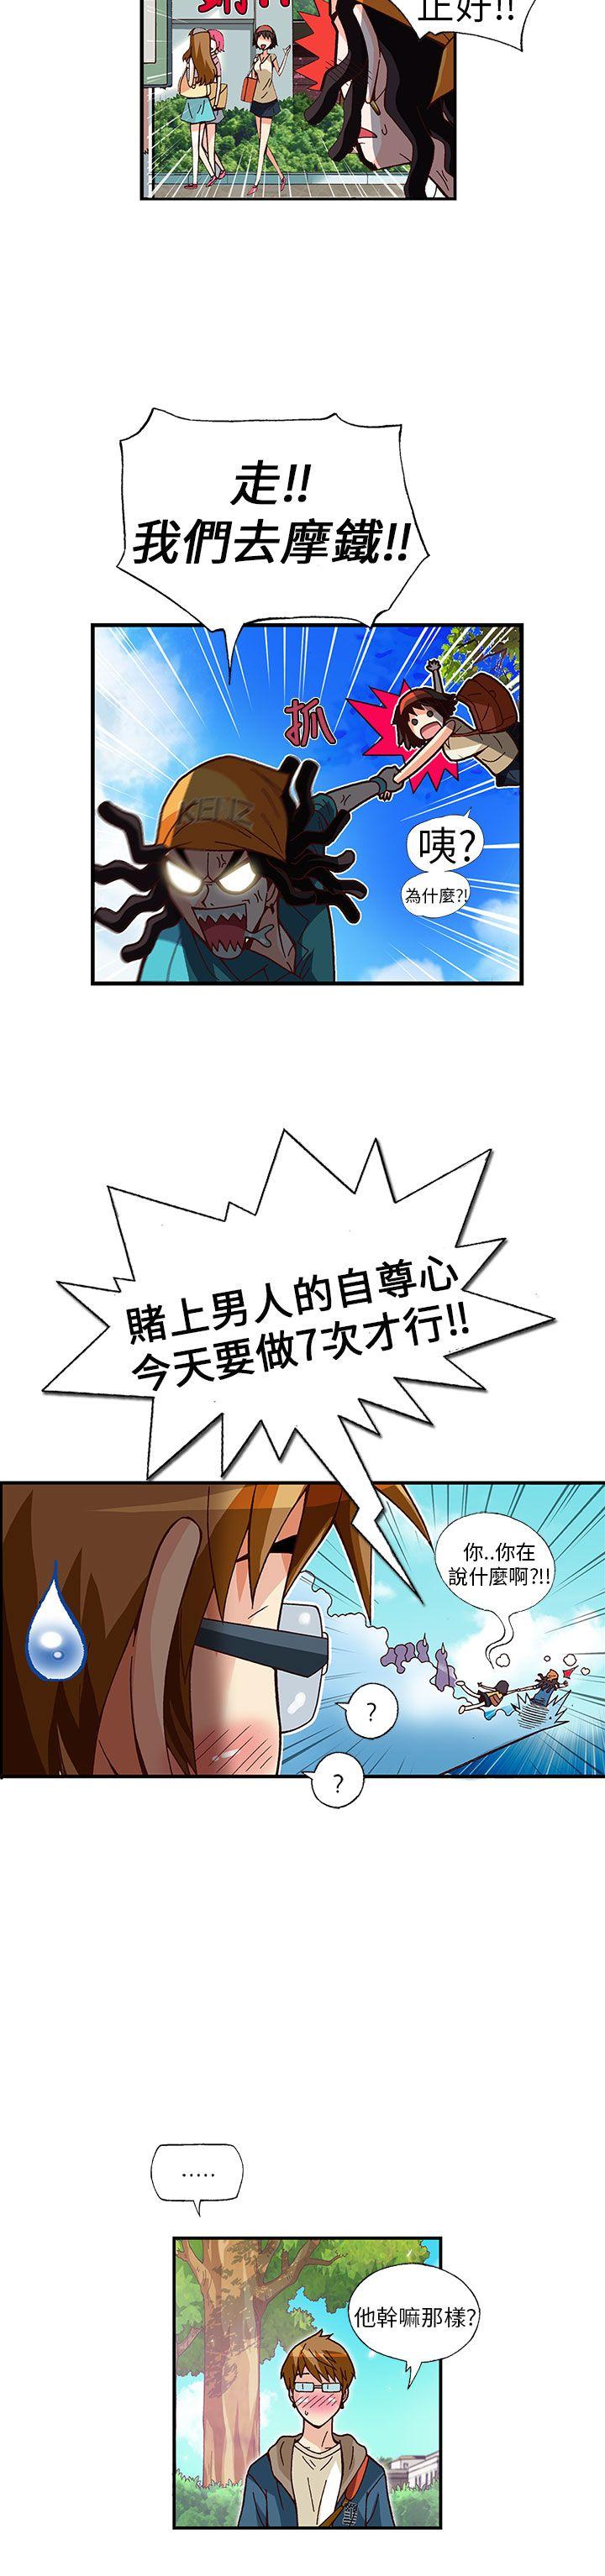 正好!!
走!!
我們去摩鐵!!
抓
KENZ
咦?
為什麼?!
賭上男人的自尊心
今天要做7次才行!!
你..你在
說什麼啊?!!
?
?
.....
他幹嘛那樣?